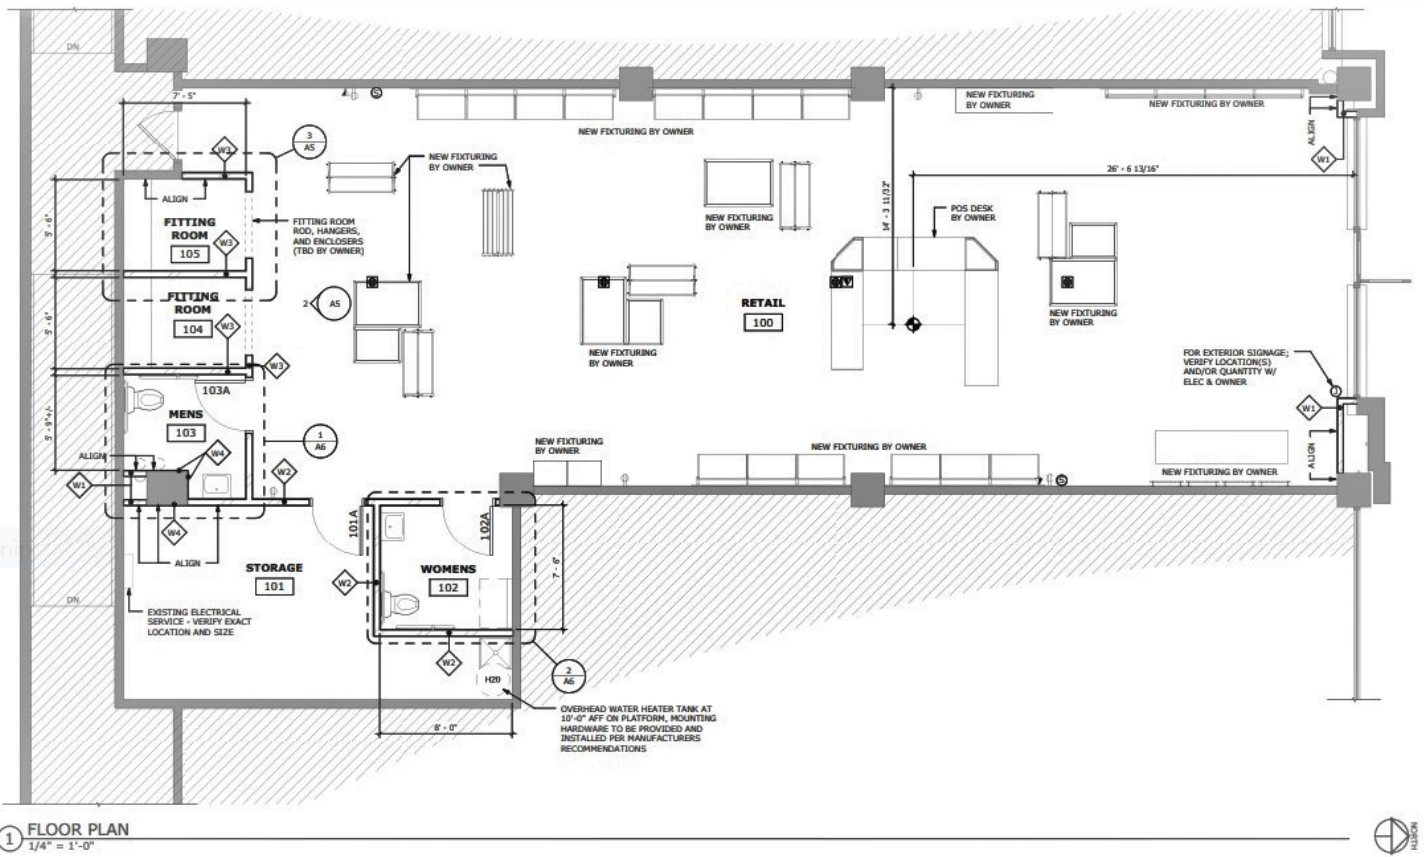 DN
7' - 5"
S
NEW FIXTURING BY OWNER
NEW FIXTURING
BY OWNER
NEW FIXTURING BY OWNER
ALIGN
W1
3
A5
W3
NEW FIXTURING
BY OWNER
26' - 6 13/16"
ALIGN
5' - 6"
FITTING
ROOM
105
W3
FITTING ROOM
ROD, HANGERS,
AND ENCLOSERS
(TBD BY OWNER)
NEW FIXTURING
BY OWNER
14' - 3 11/32"
POS DESK
BY OWNER
FITTING
ROOM
104
W3
5' - 6"
2
A5
RETAIL
100
NEW FIXTURING
BY OWNER
NEW FIXTURING
BY OWNER
W3
FOR EXTERIOR SIGNAGE;
VERIFY LOCATION(S)
AND/OR QUANTITY W/
ELEC & OWNER
J
W1
103A
MENS
103
5' - 9"+/-
1
A6
ALIGN
W4
W2
W1
W4
ALIGN
NEW FIXTURING
BY OWNER
NEW FIXTURING BY OWNER
S
NEW FIXTURING BY OWNER
ALIGN
101A
102A
STORAGE
101
W2
WOMENS
102
7' - 6"
DN
EXISTING ELECTRICAL
SERVICE - VERIFY EXACT
LOCATION AND SIZE
W2
H20
2
A6
8' - 0"
OVERHEAD WATER HEATER TANK AT
10'-0" AFF ON PLATFORM, MOUNTING
HARDWARE TO BE PROVIDED AND
INSTALLED PER MANUFACTURERS
RECOMMENDATIONS
1
FLOOR PLAN
1/4" = 1'-0"
NORTH